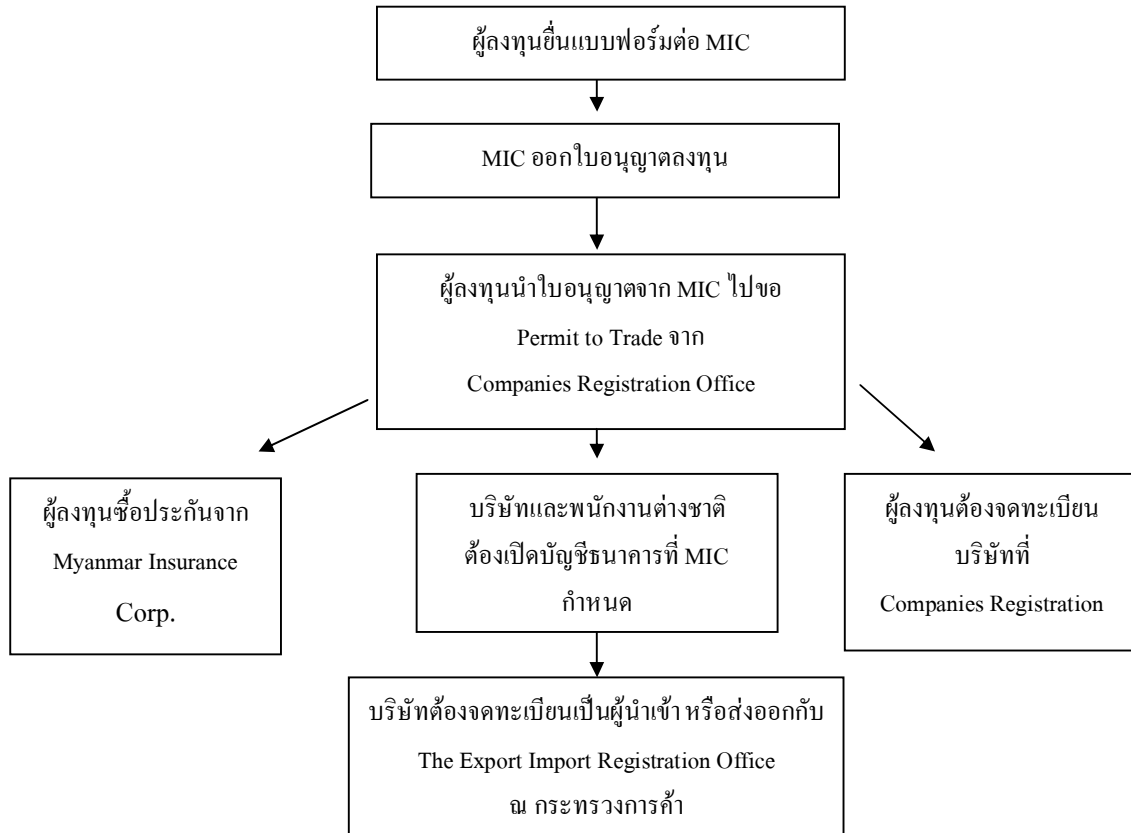 ผู้ลงทุนยื่นแบบฟอร์มต่อ MIC
MIC ออกใบอนุญาตลงทุน
ผู้ลงทุนนำใบอนุญาตจาก MIC ไปขอ
Permit to Trade จาก
Companies Registration Office
ผู้ลงทุนซื้อประกันจาก
Myanmar Insurance
Corp.
บริษัทและพนักงานต่างชาติ
ต้องเปิดบัญชีธนาคารที่ MIC
กำหนด
ผู้ลงทุนต้องจดทะเบียน
บริษัทที่
Companies Registration
บริษัทต้องจดทะเบียนเป็นผู้นำเข้า หรือส่งออกกับ
The Export Import Registration Office
ณ กระทรวงการค้า